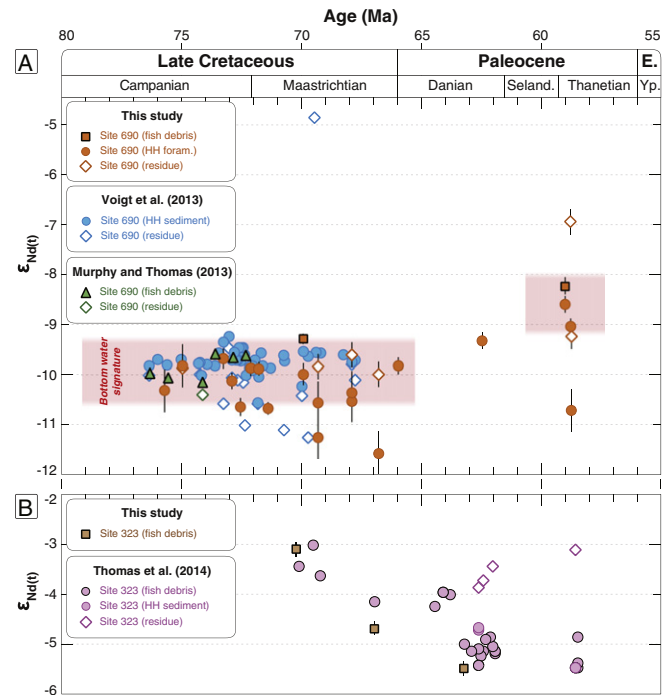 Age (Ma)
80 75 70 65 60 55
A
Late Cretaceous Paleocene E.
Campanian Maastrichtian Danian Seland. Thanetian Yp.
This study
Site 690 (fish debris)
Site 690 (HH foram.)
Site 690 (residue)
Voigt et al. (2013)
Site 690 (HH sediment)
Site 690 (residue)
Murphy and Thomas (2013)
Site 690 (fish debris)
Site 690 (residue)
Bottom water
signature
εNd(t)
-5
-6
-7
-8
-9
-10
-11
-12
75 70 65 60
B
This study
Site 323 (fish debris)
Thomas et al. (2014)
Site 323 (fish debris)
Site 323 (HH sediment)
Site 323 (residue)
εNd(t)
-2
-3
-4
-5
-6